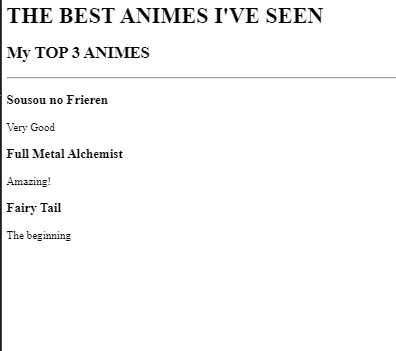 THE BEST ANIMES I'VE SEEN
My TOP 3 ANIMES
Sousou no Frieren
Very Good
Full Metal Alchemist
Amazing!
Fairy Tail
The beginning